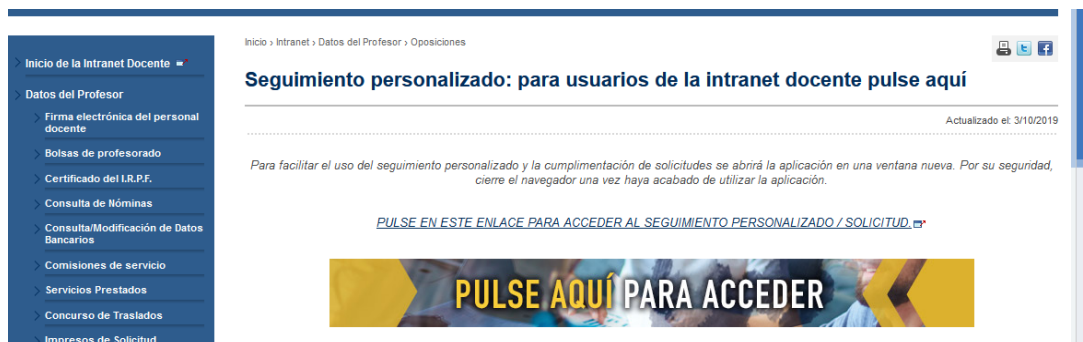 Inicio › Intranet › Datos del Profesor › Oposiciones
Seguimiento personalizado: para usuarios de la intranet docente pulse aquí
Actualizado el: 3/10/2019
Para facilitar el uso del seguimiento personalizado y la cumplimentación de solicitudes se abrirá la aplicación en una ventana nueva. Por su seguridad,
cierre el navegador una vez haya acabado de utilizar la aplicación.
PULSE EN ESTE ENLACE PARA ACCEDER AL SEGUIMIENTO PERSONALIZADO / SOLICITUD.
PULSE AQUÍ PARA ACCEDER
Inicio de la Intranet Docente
Datos del Profesor
Firma electrónica del personal
docente
Bolsas de profesorado
Certificado del I.R.P.F.
Consulta de Nóminas
Consulta/Modificación de Datos
Bancarios
Comisiones de servicio
Servicios Prestados
Concurso de Traslados
Impresos de Solicitud